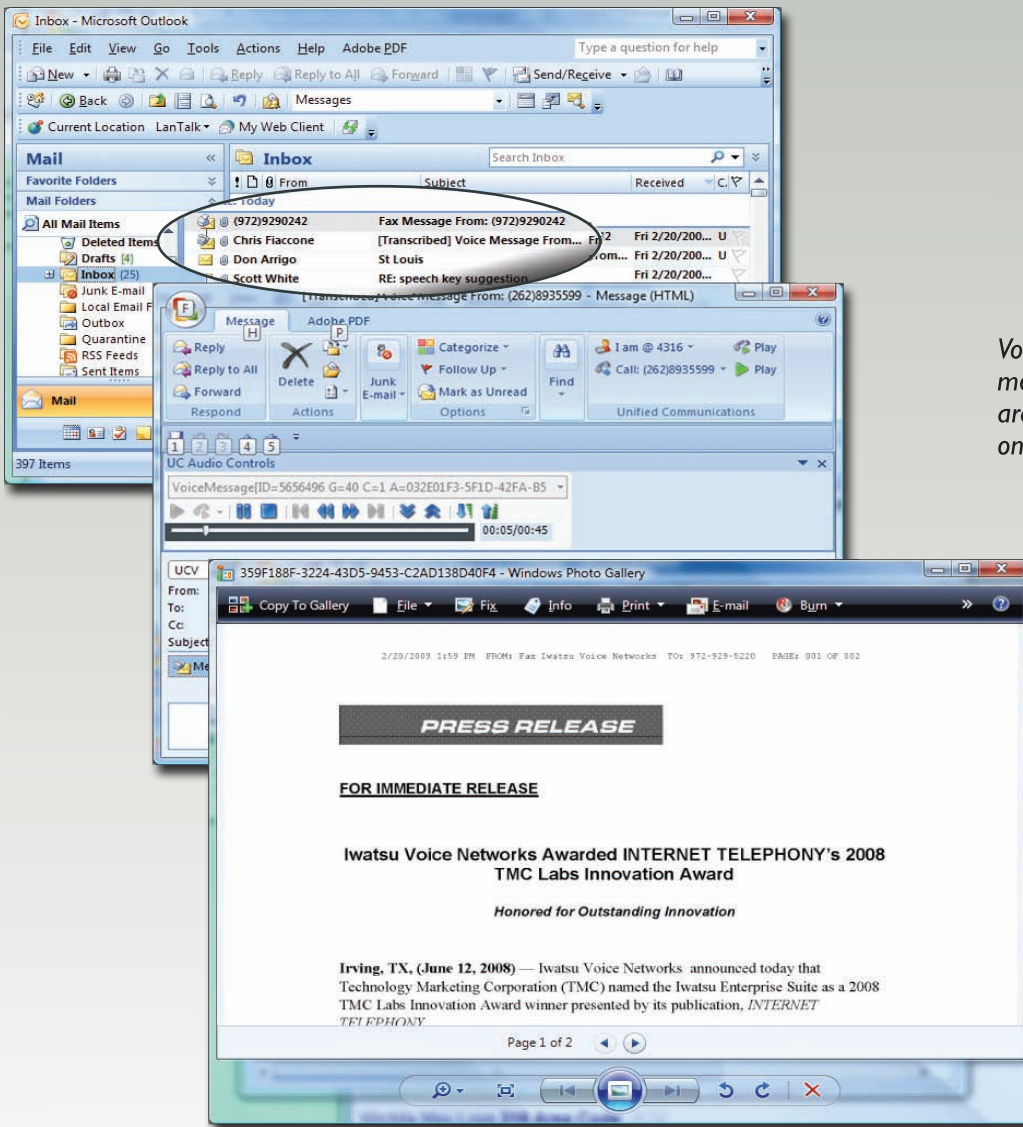 Inbox - Microsoft Outlook
File Edit View Go Tools Actions Help Adobe PDF Type a question for help
New Reply Reply to All Forward Send/Receive
Back Messages
Current Location LanTalk My Web Client
Mail Inbox Search Inbox
Favorite Folders From Subject Received C.
Mail Folders Today
All Mail Items (972)9290242 Fax Message From: (972)9290242
Deleted Items Chris Fiaccone [Transcribed] Voice Message From... Fri 2/20/200... U
Drafts [4] Don Arrigo St Louis Fri 2/20/200... U
Inbox (25) Scott White RE: speech key suggestion Fri 2/20/200...
Junk E-mail
Local Email F
Outbox
Quarantine
RSS Feeds
Sent Items
Mail
397 Items
[Transcribed] Voice Message From: (262)8935599 - Message (HTML)
F
Message Adobe PDF
H P
Reply Categorize I am @ 4316 Play
Reply to All Follow Up Call: (262)8935599 Play
Forward Delete Junk E-mail Mark as Unread Find
Respond Actions Options Unified Communications
1 2 3 4 5
UC Audio Controls
VoiceMessage[ID=5656496 G=40 C=1 A=032E01F3-5F1D-42FA-B5
00:05/00:45
UCV
From:
To:
Cc:
Subject
Me
359F188F-3224-43D5-9453-C2AD138D40F4 - Windows Photo Gallery
Copy To Gallery File Fix Info Print E-mail Burn »
2/20/2009 1:59 PM FROM: Fax Iwatsu Voice Networks TO: 972-929-5220 PAGE: 001 OF 002
PRESS RELEASE
FOR IMMEDIATE RELEASE
Iwatsu Voice Networks Awarded INTERNET TELEPHONY's 2008
TMC Labs Innovation Award
Honored for Outstanding Innovation
Irving, TX, (June 12, 2008) — Iwatsu Voice Networks announced today that
Technology Marketing Corporation (TMC) named the Iwatsu Enterprise Suite as a 2008
TMC Labs Innovation Award winner presented by its publication, INTERNET
TELEPHONY
Page 1 of 2
Vo
me
are
on